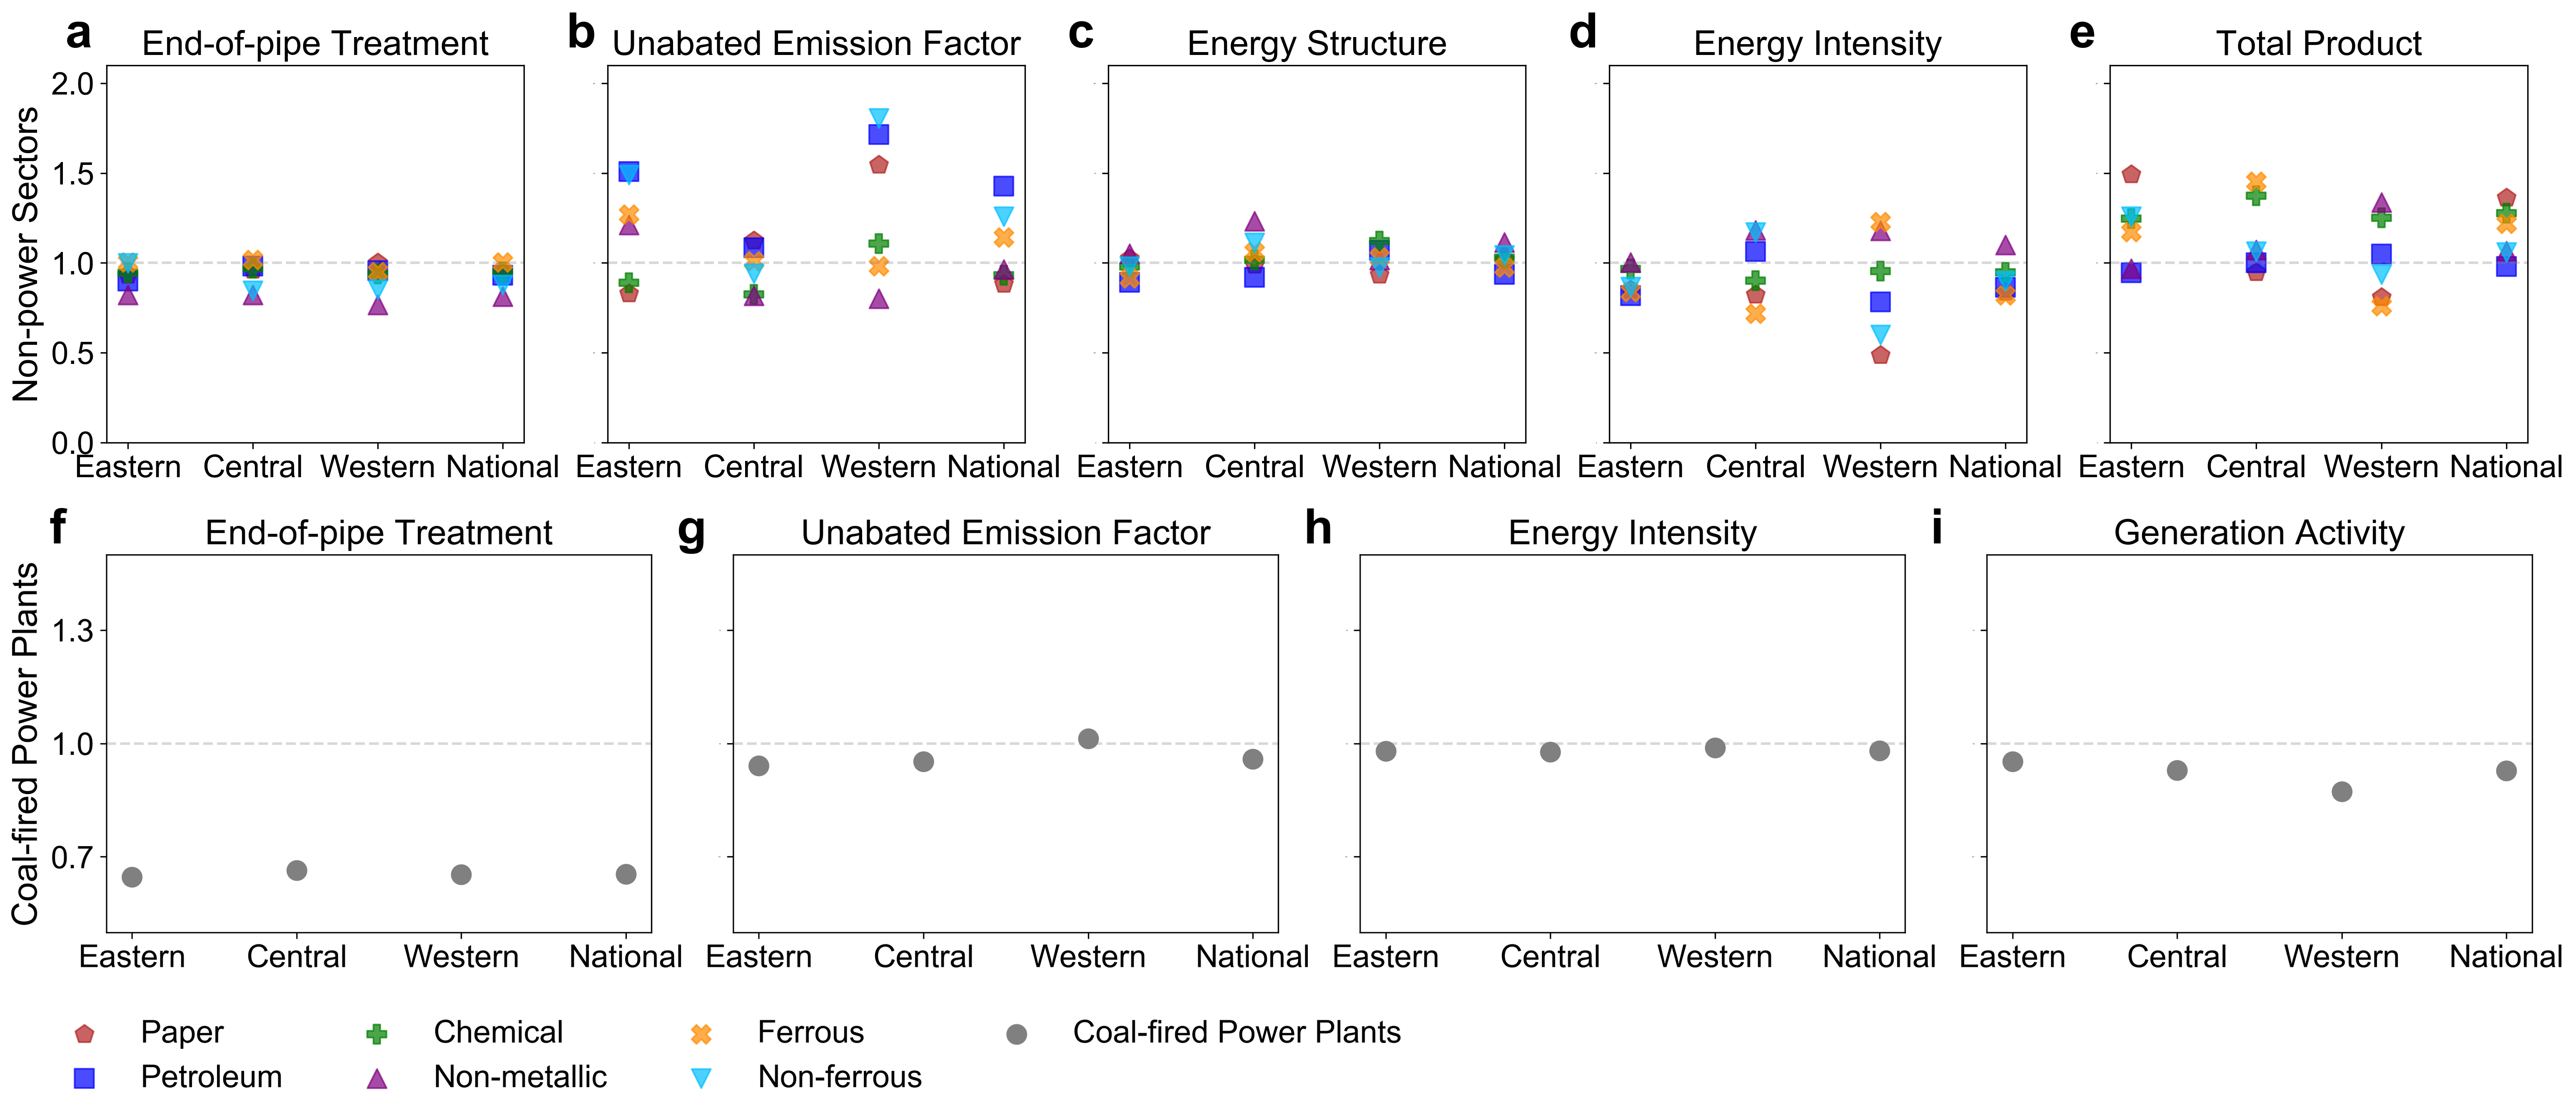 a End-of-pipe Treatment
b Unabated Emission Factor
c Energy Structure
d Energy Intensity
e Total Product
Non-power Sectors
2.0
1.5
1.0
0.5
0.0
Eastern Central Western National
Eastern Central Western National
Eastern Central Western National
Eastern Central Western National
Eastern Central Western National
f End-of-pipe Treatment
g Unabated Emission Factor
h Energy Intensity
i Generation Activity
Coal-fired Power Plants
1.3
1.0
0.7
Eastern Central Western National
Eastern Central Western National
Eastern Central Western National
Eastern Central Western National
Paper Chemical Ferrous Coal-fired Power Plants
Petroleum Non-metallic Non-ferrous